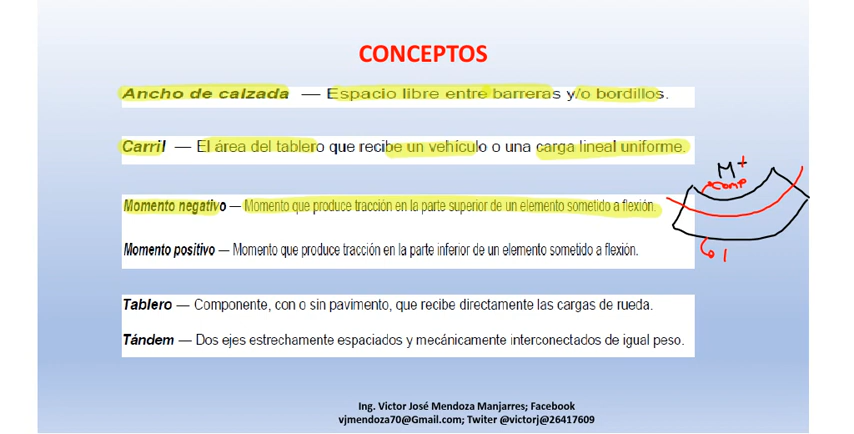 CONCEPTOS
Ancho de calzada — Espacio libre entre barreras y/o bordillos.
Carril — El área del tablero que recibe un vehículo o una carga lineal uniforme.
M+
comp
Momento negativo — Momento que produce tracción en la parte superior de un elemento sometido a flexión.
Momento positivo — Momento que produce tracción en la parte inferior de un elemento sometido a flexión.
Tablero — Componente, con o sin pavimento, que recibe directamente las cargas de rueda.
Tándem — Dos ejes estrechamente espaciados y mecánicamente interconectados de igual peso.
Ing. Victor José Mendoza Manjarres; Facebook
vjmendoza70@Gmail.com; Twiter @victorj@26417609